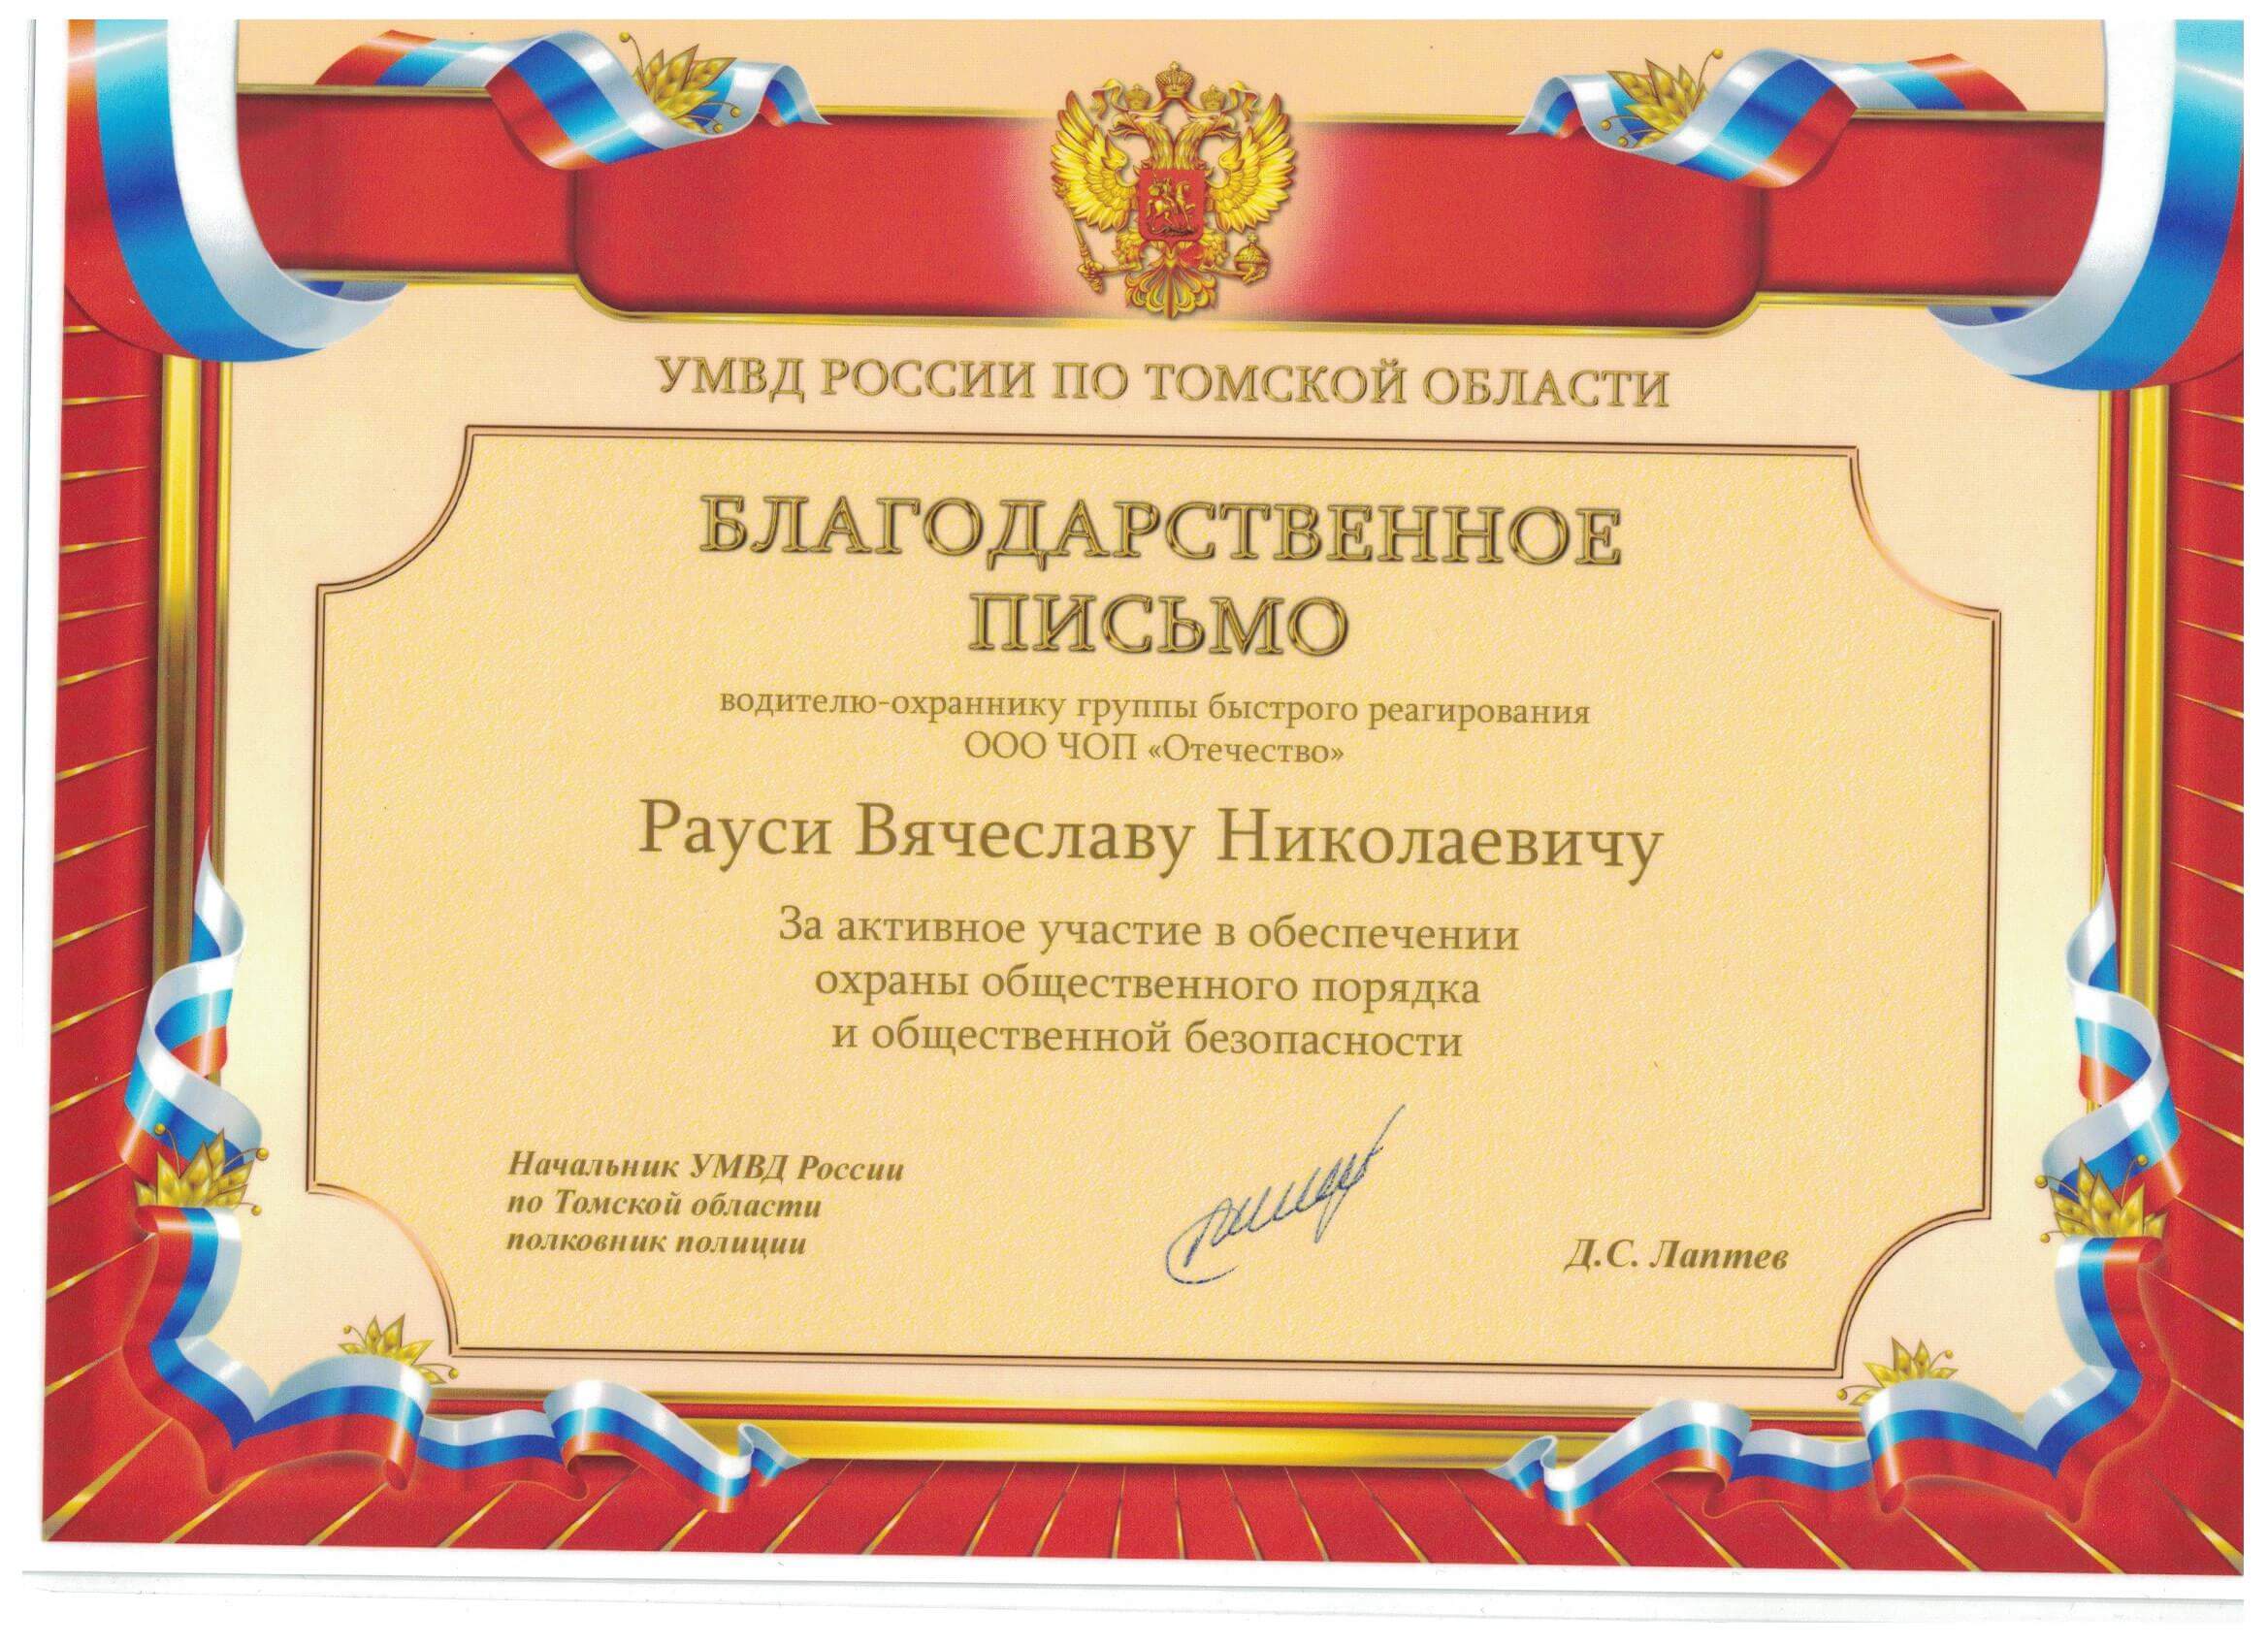 УМВД РОССИИ ПО ТОМСКОЙ ОБЛАСТИ
БЛАГОДАРСТВЕННОЕ
ПИСЬМО
водителю-охраннику группы быстрого реагирования
ООО ЧОП «Отечество»
Рауси Вячеславу Николаевичу
За активное участие в обеспечении
охраны общественного порядка
и общественной безопасности
Начальник УМВД России
по Томской области
полковник полиции
Д.С. Лаптев